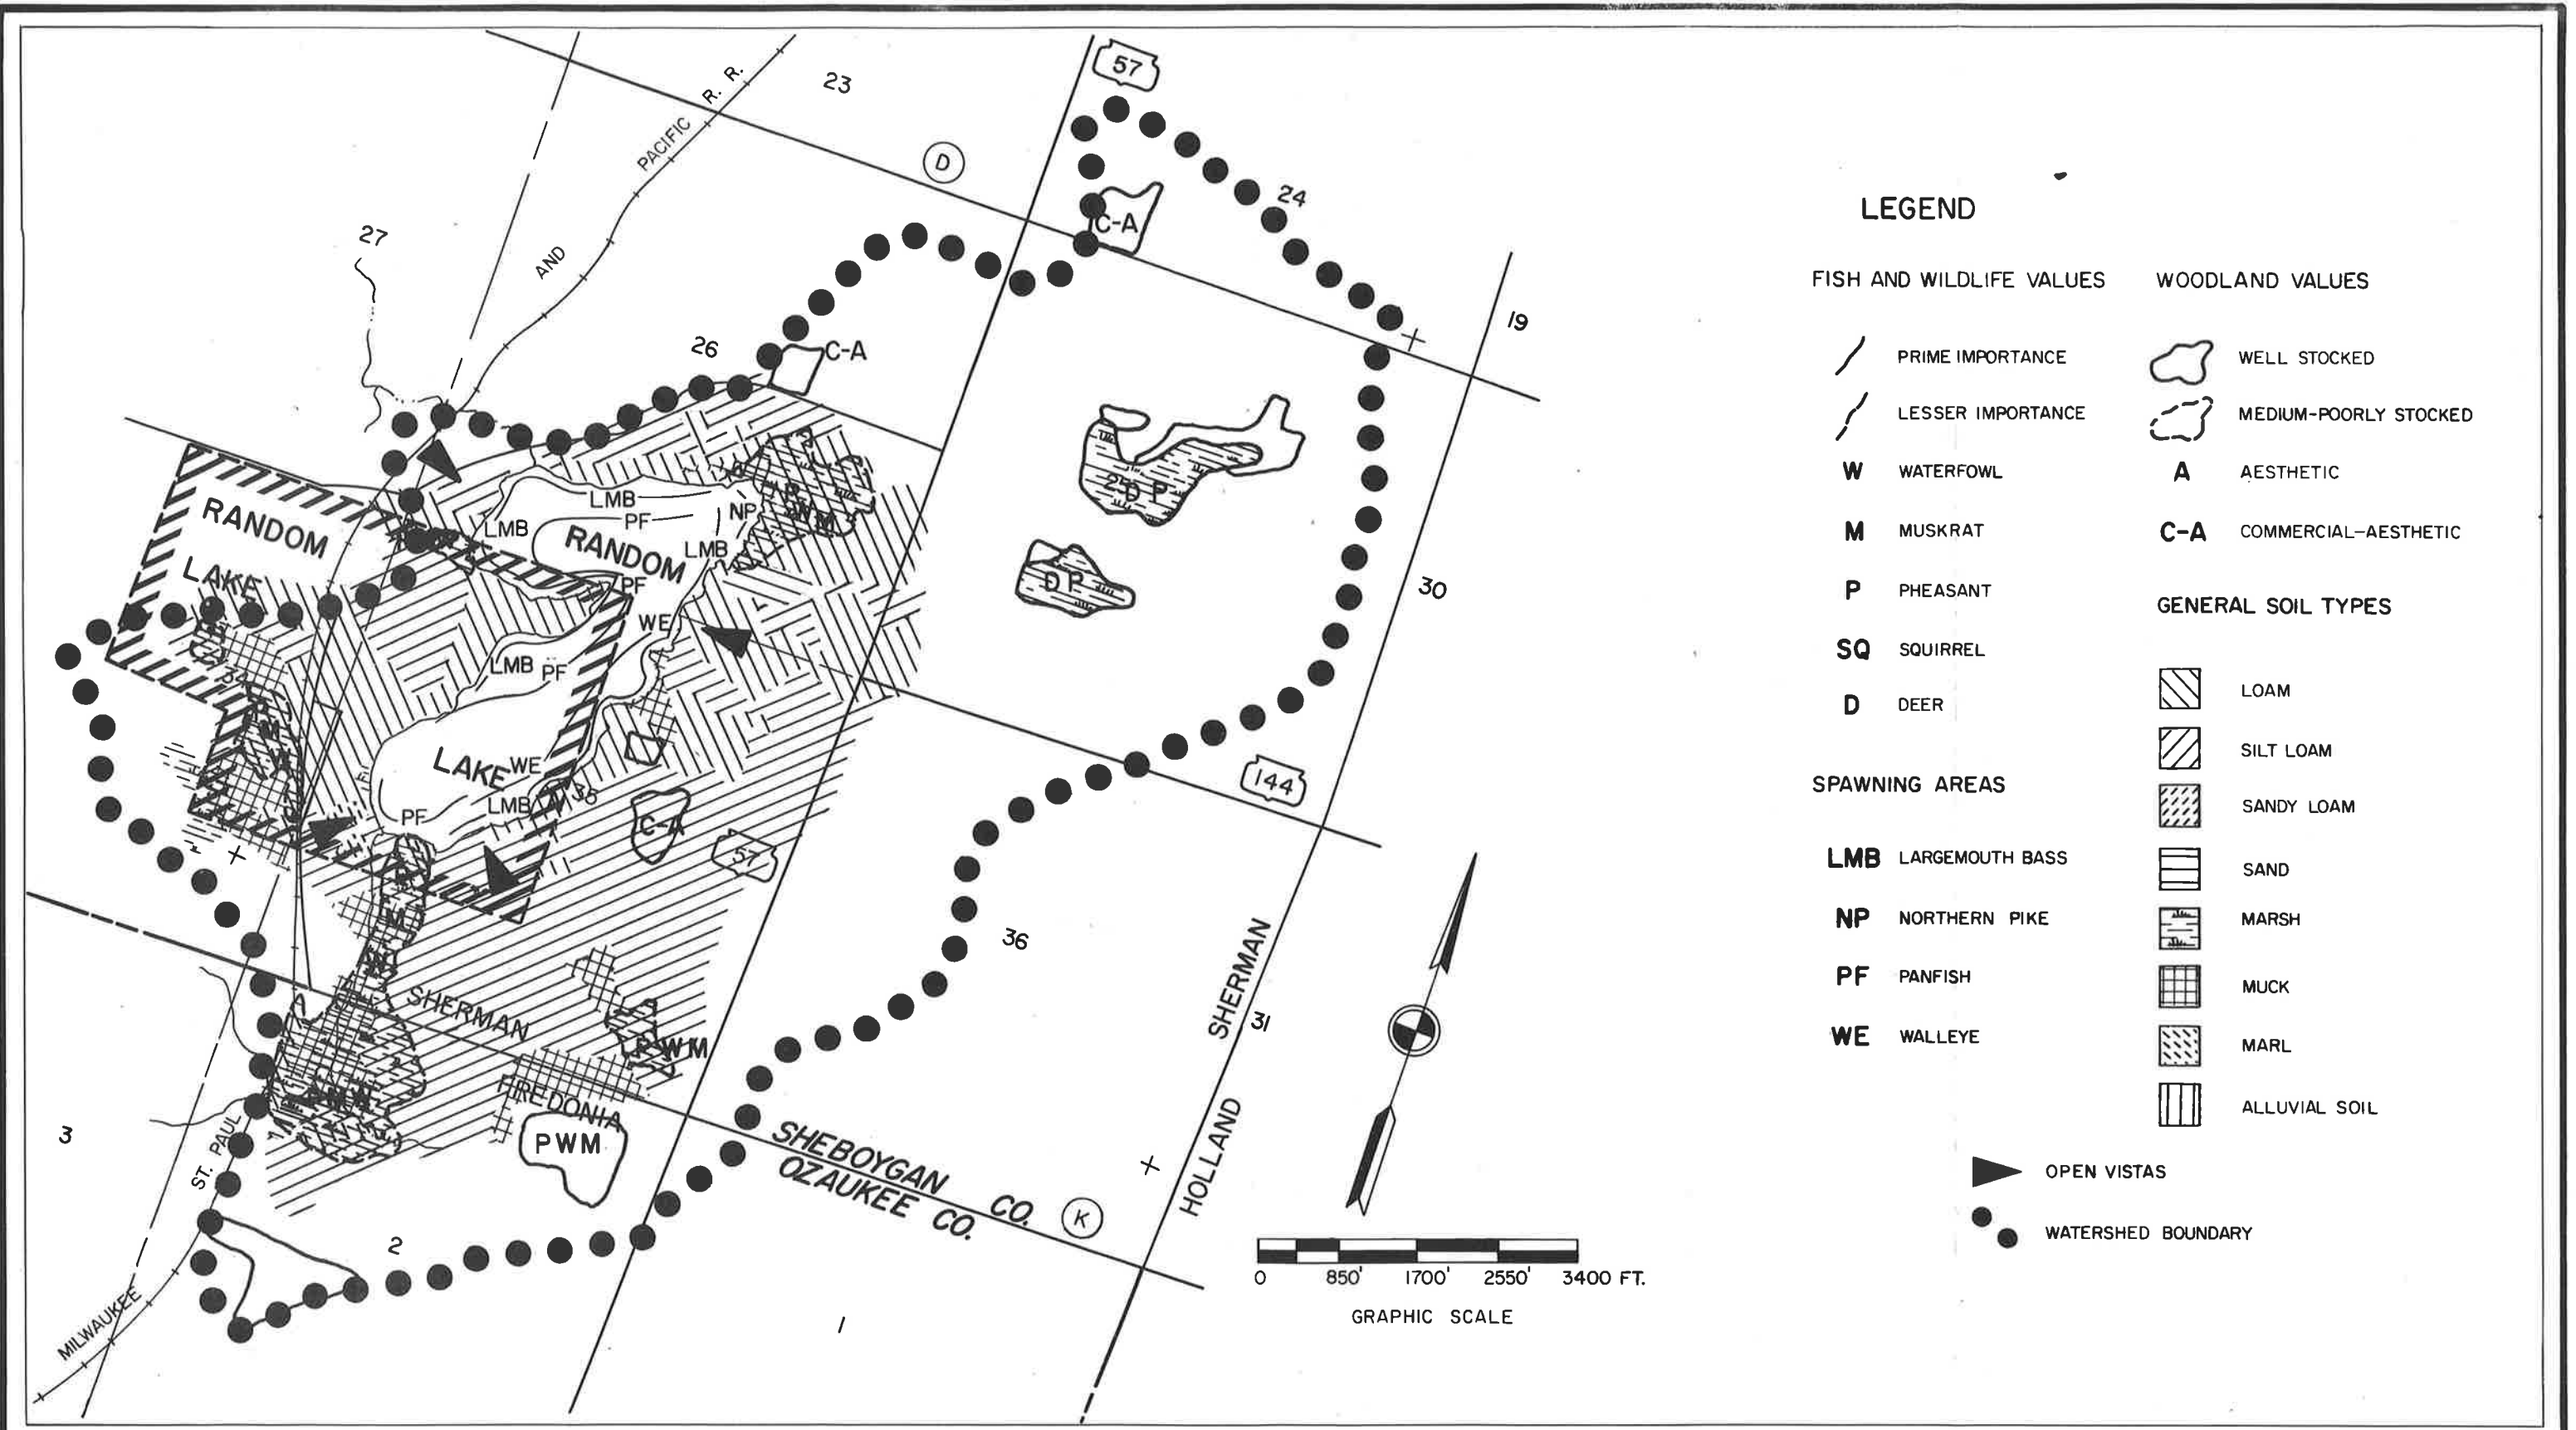 57
23
R. R.
PACIFIC
AND
D
24
27
C-A
19
26
C-A
RANDOM
LAKE
LMB
LMB
PF
NP
WM
RANDOM
LMB
PF
WE
25
D P
D P
30
34
LMB PF
M
W
LAKE
WE
LMB
35
PF
C-A
57
144
M
W
36
A
SHERMAN
PWM
FREDONIA
PWM
PMW
3
ST. PAUL
MILWAUKEE
SHEBOYGAN CO.
OZAUKEE CO.
K
2
1
SHERMAN
HOLLAND
31
0 850' 1700' 2550' 3400 FT.
GRAPHIC SCALE
LEGEND
FISH AND WILDLIFE VALUES
PRIME IMPORTANCE
LESSER IMPORTANCE
W WATERFOWL
M MUSKRAT
P PHEASANT
SQ SQUIRREL
D DEER
SPAWNING AREAS
LMB LARGEMOUTH BASS
NP NORTHERN PIKE
PF PANFISH
WE WALLEYE
WOODLAND VALUES
WELL STOCKED
MEDIUM-POORLY STOCKED
A AESTHETIC
C-A COMMERCIAL-AESTHETIC
GENERAL SOIL TYPES
LOAM
SILT LOAM
SANDY LOAM
SAND
MARSH
MUCK
MARL
ALLUVIAL SOIL
OPEN VISTAS
WATERSHED BOUNDARY